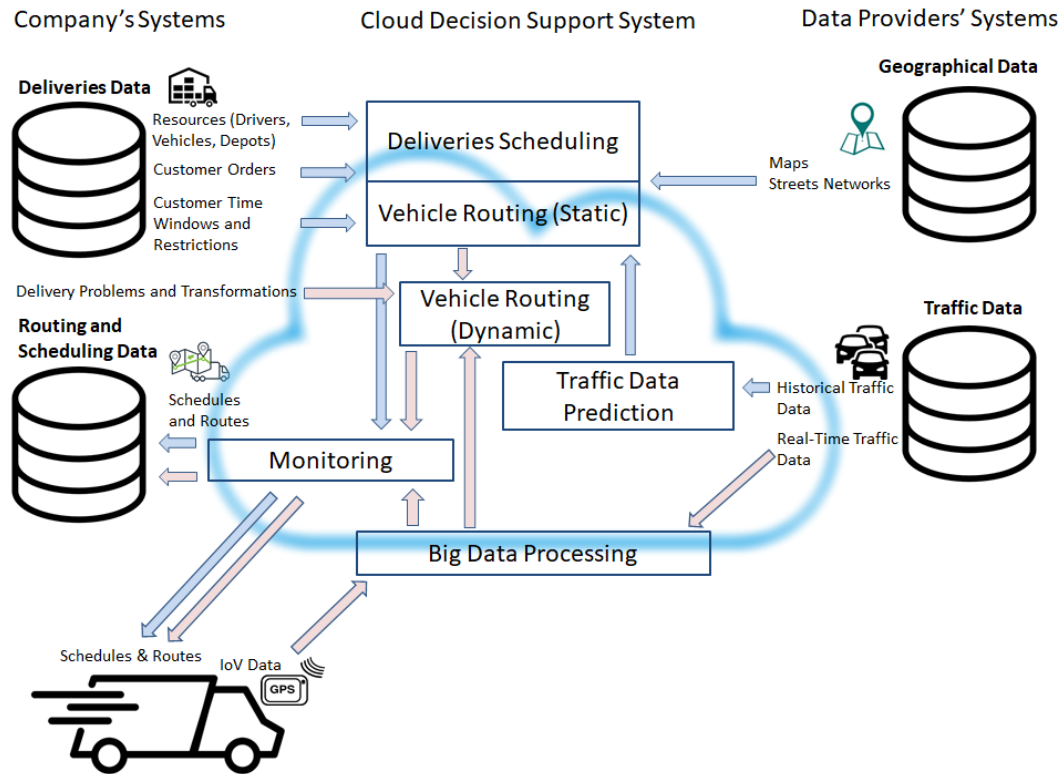 Company's Systems
Cloud Decision Support System
Data Providers' Systems
Deliveries Data
Resources (Drivers,
Vehicles, Depots)
Customer Orders
Customer Time
Windows and
Restrictions
Deliveries Scheduling
Vehicle Routing (Static)
Geographical Data
Maps
Streets Networks
Delivery Problems and Transformations
Vehicle Routing
(Dynamic)
Routing and
Scheduling Data
Schedules
and Routes
Traffic Data
Traffic Data
Prediction
Historical Traffic
Data
Real-Time Traffic
Data
Monitoring
Big Data Processing
Schedules & Routes
IoV Data
GPS